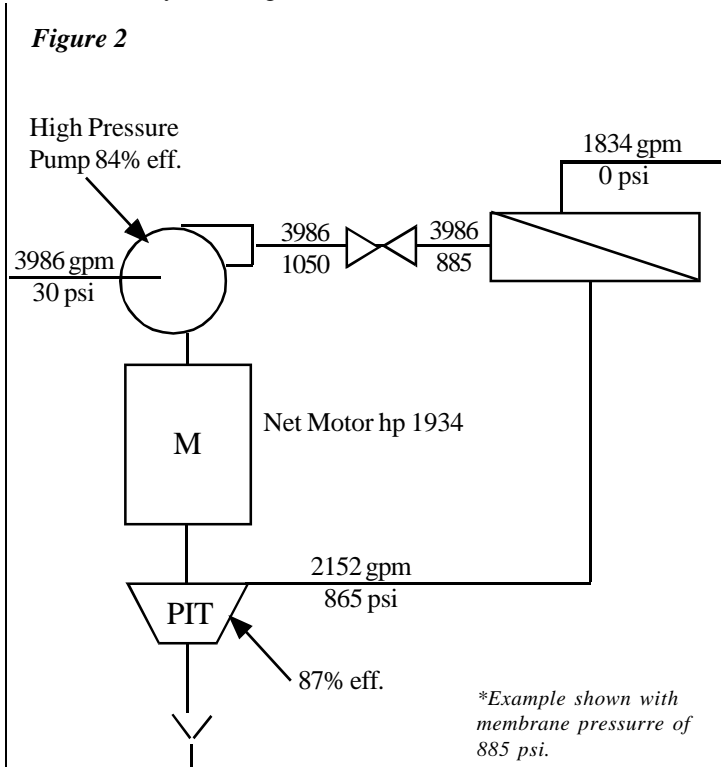 Figure 2
High Pressure
Pump 84% eff.
1834 gpm
0 psi
3986
1050
3986
885
3986 gpm
30 psi
M
Net Motor hp 1934
2152 gpm
865 psi
PIT
87% eff.
*Example shown with
membrane pressurre of
885 psi.